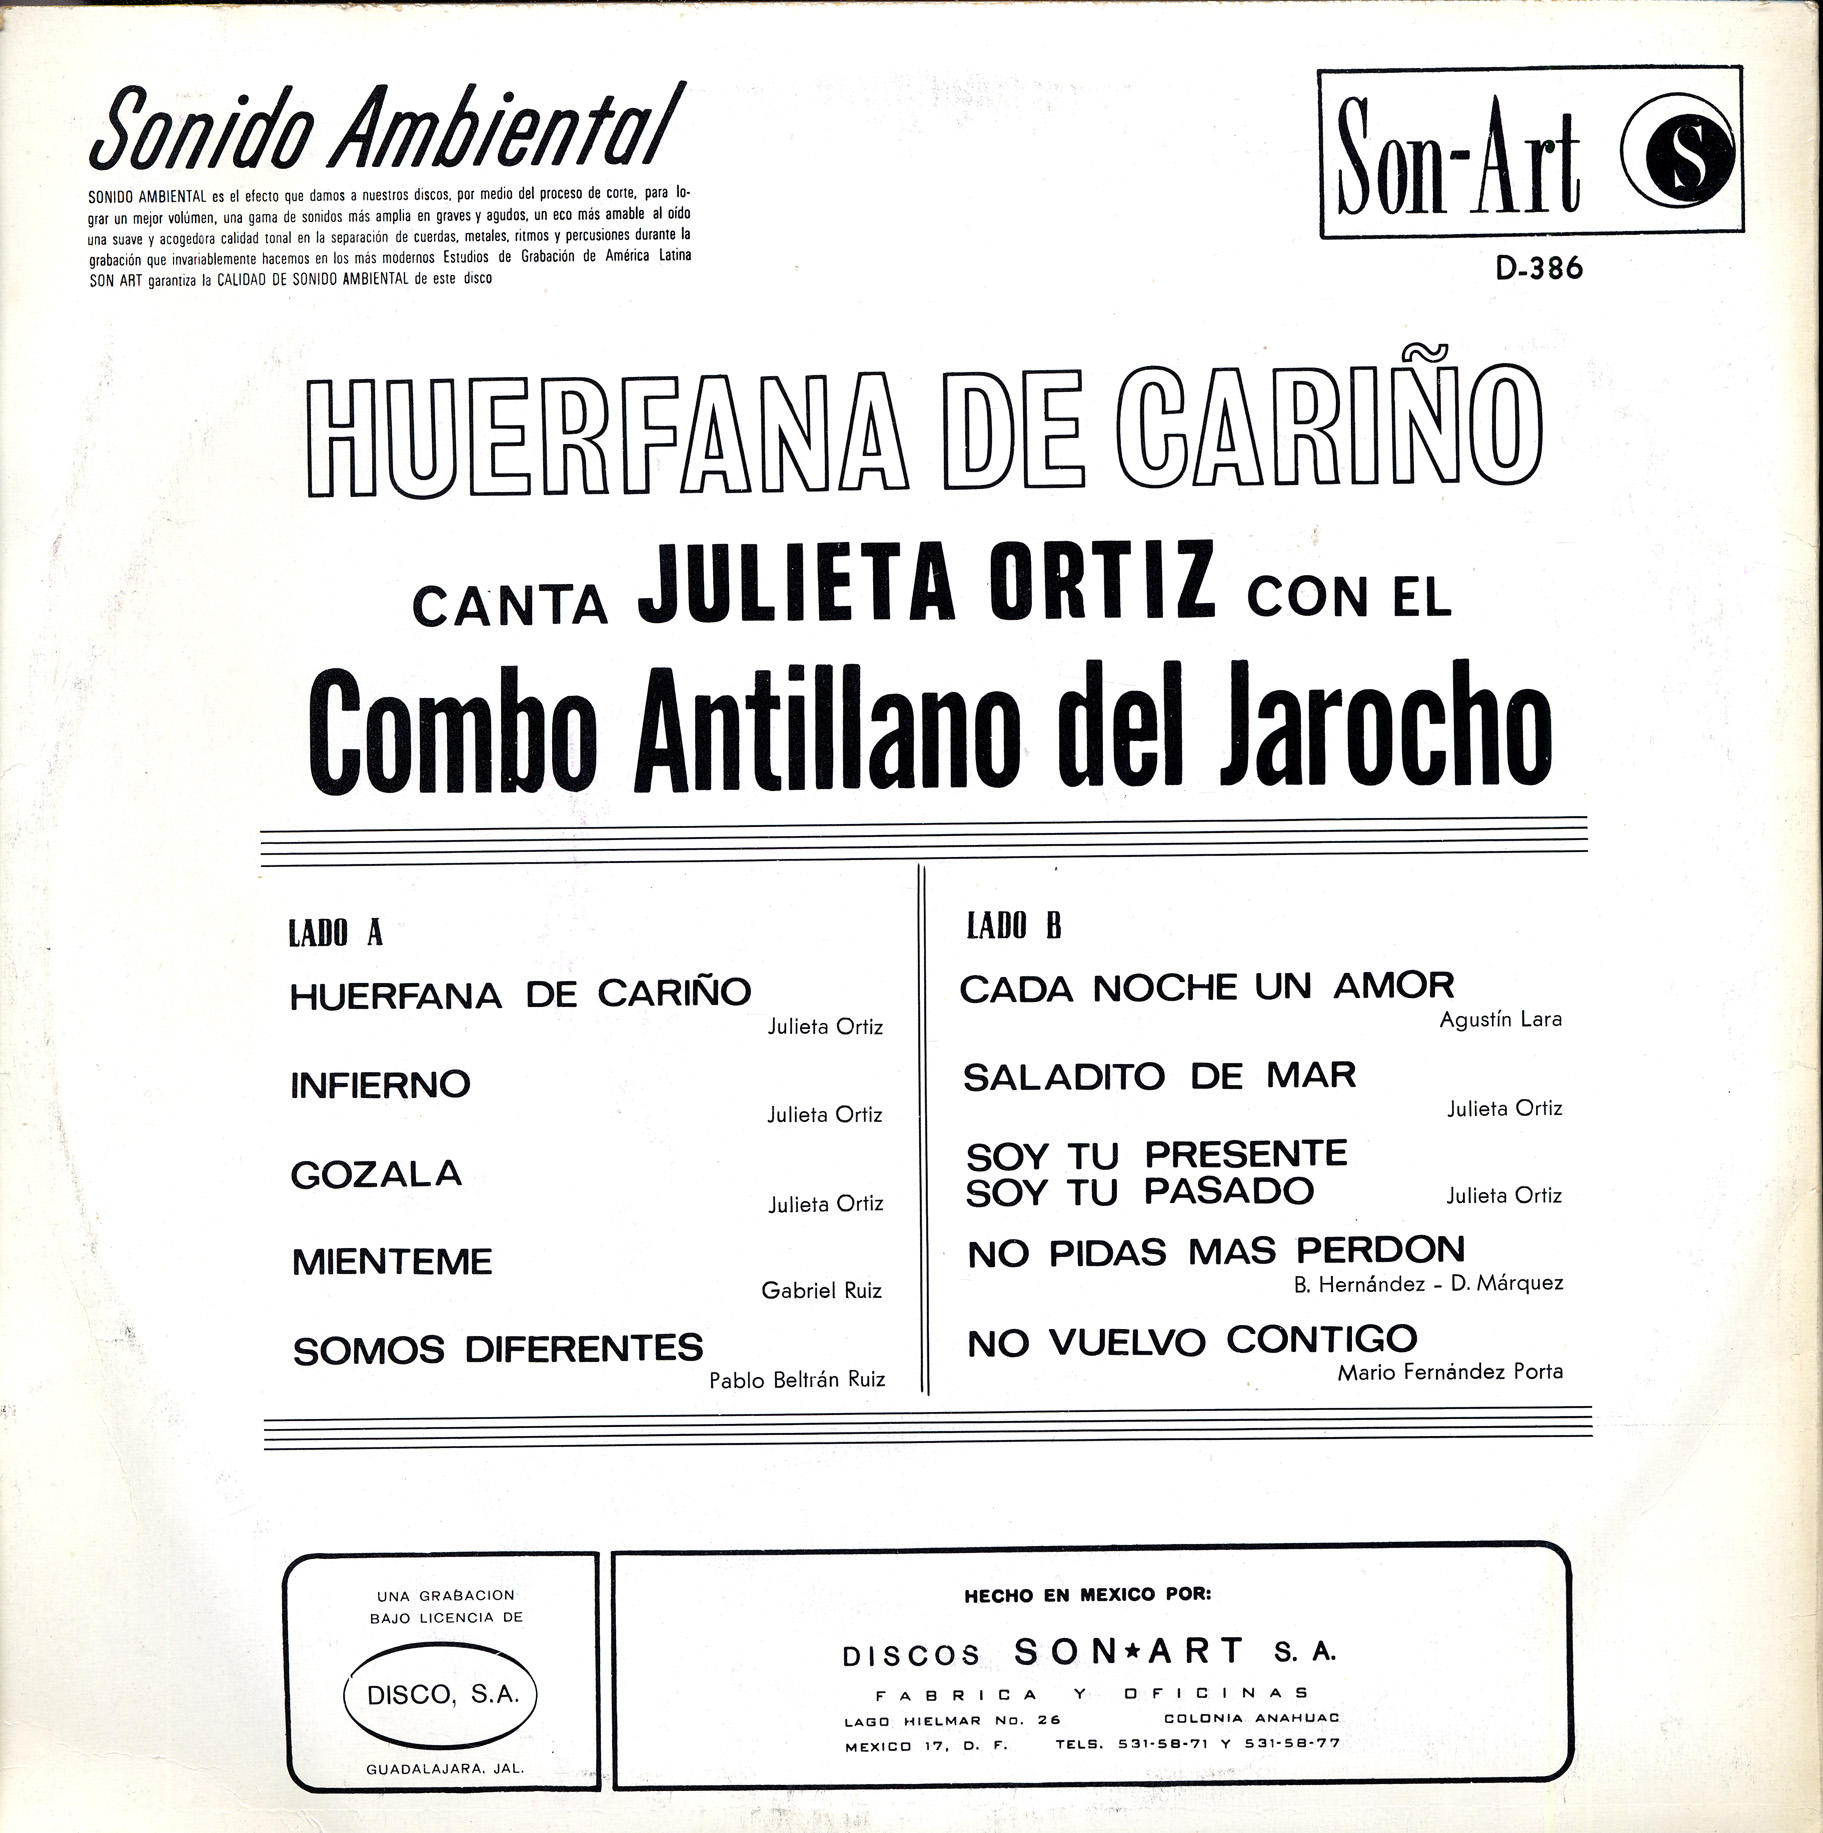 Sonido Ambiental
SONIDO AMBIENTAL es el efecto que damos a nuestros discos, por medio del proceso de corte, para lo-
grar un mejor volúmen, una gama de sonidos más amplia en graves y agudos, un eco más amable al oído
una suave y acogedora calidad tonal en la separación de cuerdas, metales, ritmos y percusiones durante la
grabación que invariablemente hacemos en los más modernos Estudios de Grabación de América Latina
SON ART garantiza la CALIDAD DE SONIDO AMBIENTAL de este disco
Son-Art S
D-386
HUERFANA DE CARIÑO
CANTA JULIETA ORTIZ CON EL
Combo Antillano del Jarocho
LADO A
HUERFANA DE CARIÑO
Julieta Ortiz
INFIERNO
Julieta Ortiz
GOZALA
Julieta Ortiz
MIENTEME
Gabriel Ruiz
SOMOS DIFERENTES
Pablo Beltrán Ruiz
LADO B
CADA NOCHE UN AMOR
Agustín Lara
SALADITO DE MAR
Julieta Ortiz
SOY TU PRESENTE
SOY TU PASADO Julieta Ortiz
NO PIDAS MAS PERDON
B. Hernández - D. Márquez
NO VUELVO CONTIGO
Mario Fernández Porta
UNA GRABACION
BAJO LICENCIA DE
DISCO, S.A.
GUADALAJARA, JAL.
HECHO EN MEXICO POR:
DISCOS SON★ART S. A.
FABRICA Y OFICINAS
LAGO HIELMAR No. 26 COLONIA ANAHUAC
MEXICO 17, D. F. TELS. 531-58-71 Y 531-58-77